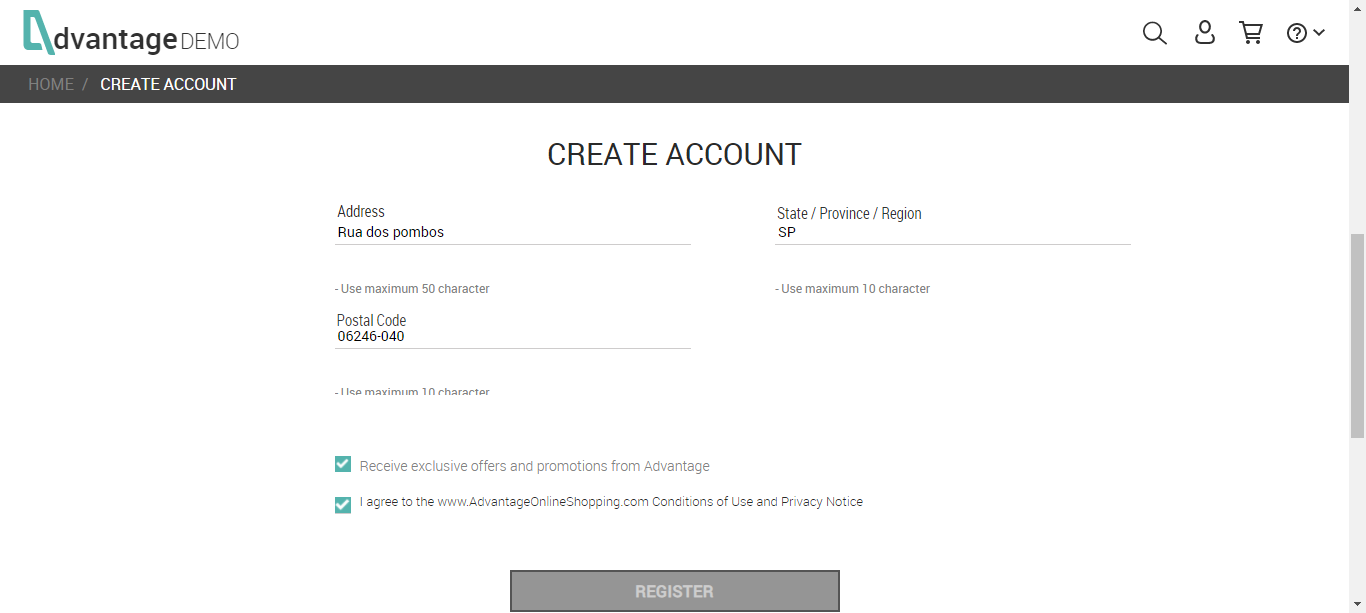 dvantage DEMO
HOME / CREATE ACCOUNT
CREATE ACCOUNT
Address
State / Province / Region
Rua dos pombos
SP
- Use maximum 50 character
- Use maximum 10 character
Postal Code
06246-040
- Use maximum 10 character
Receive exclusive offers and promotions from Advantage
I agree to the www.AdvantageOnlineShopping.com Conditions of Use and Privacy Notice
REGISTER